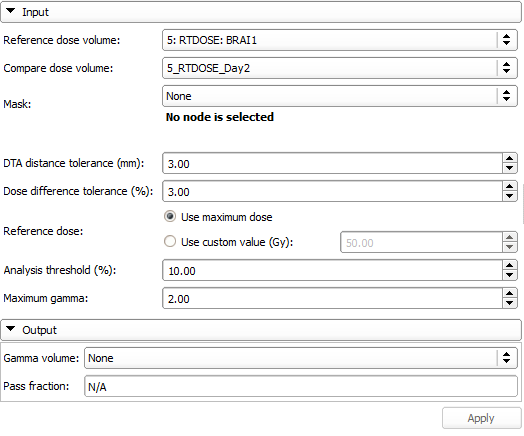 Input
Reference dose volume: 5: RTDOSE: BRAI1
Compare dose volume: 5_RTDOSE_Day2
Mask: None
No node is selected
DTA distance tolerance (mm): 3.00
Dose difference tolerance (%): 3.00
Reference dose: Use maximum dose
Use custom value (Gy): 50.00
Analysis threshold (%): 10.00
Maximum gamma: 2.00
Output
Gamma volume: None
Pass fraction: N/A
Apply